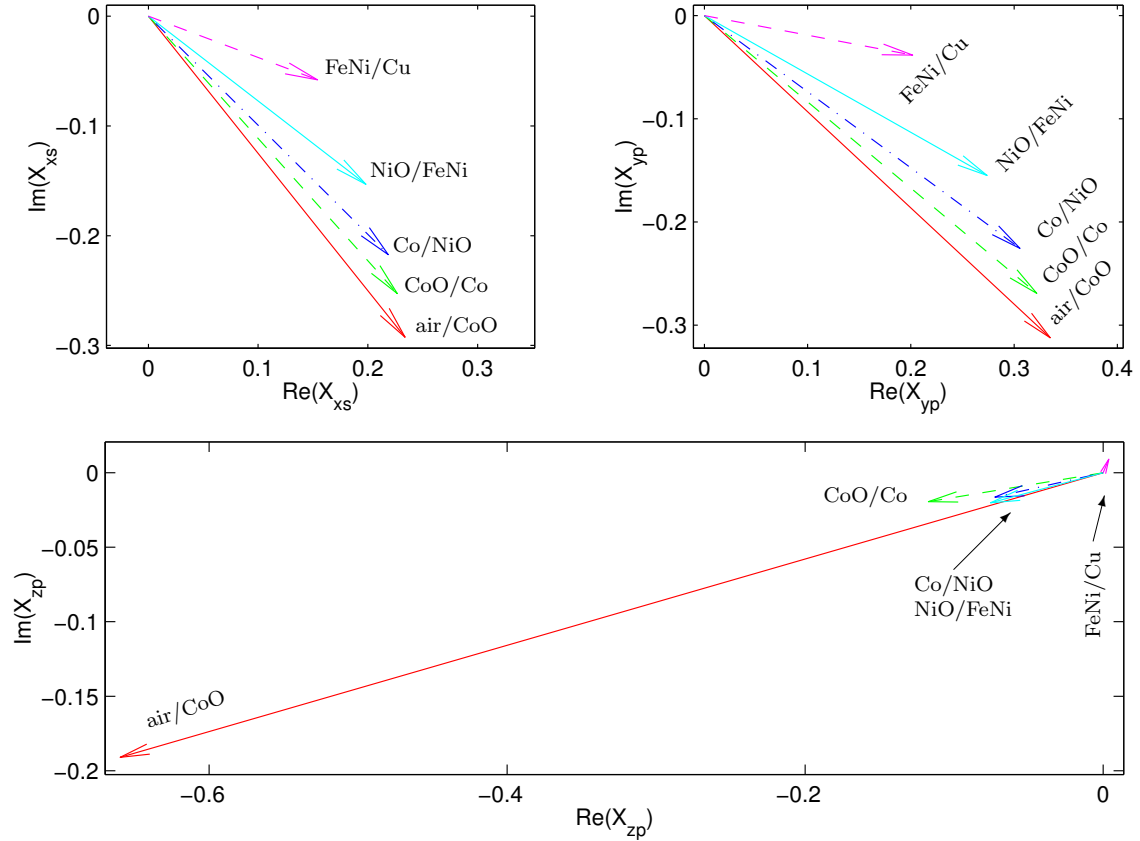 0
−0.1
−0.2
−0.3
Im(X_xs)
FeNi/Cu
NiO/FeNi
Co/NiO
CoO/Co
air/CoO
0
0.1
0.2
0.3
Re(X_xs)
0
−0.1
−0.2
−0.3
Im(X_yp)
FeNi/Cu
NiO/FeNi
Co/NiO
CoO/Co
air/CoO
0
0.1
0.2
0.3
0.4
Re(X_yp)
0
−0.05
−0.1
−0.15
−0.2
Im(X_zp)
CoO/Co
Co/NiO
NiO/FeNi
FeNi/Cu
air/CoO
−0.6
−0.4
−0.2
0
Re(X_zp)